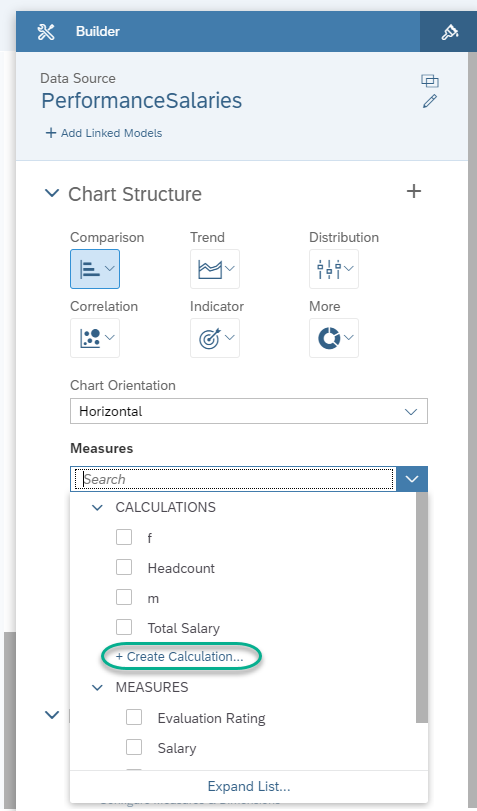 Builder
Data Source
PerformanceSalaries
+ Add Linked Models
Chart Structure
Comparison Trend Distribution
Correlation Indicator More
Chart Orientation
Horizontal
Measures
Search
CALCULATIONS
f
Headcount
m
Total Salary
+ Create Calculation...
MEASURES
Evaluation Rating
Salary
Expand List...